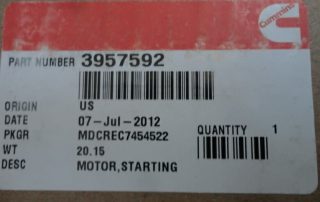 Cummins
PART NUMBER 3957592
ORIGIN US
DATE 07-Jul-2012
PKGR MDCREC7454522 QUANTITY 1
WT 20.15
DESC MOTOR,STARTING